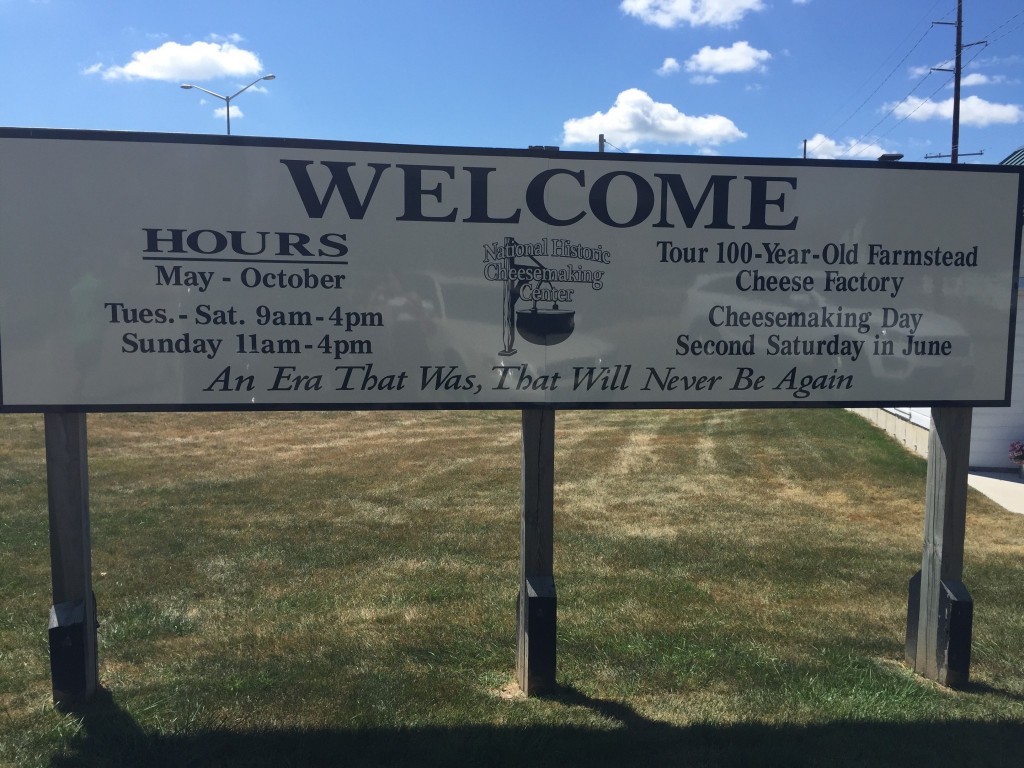 WELCOME
HOURS
May - October
Tues. - Sat. 9am - 4pm
Sunday 11am - 4pm
National Historic
Cheesemaking
Center
Tour 100-Year-Old Farmstead
Cheese Factory
Cheesemaking Day
Second Saturday in June
An Era That Was, That Will Never Be Again